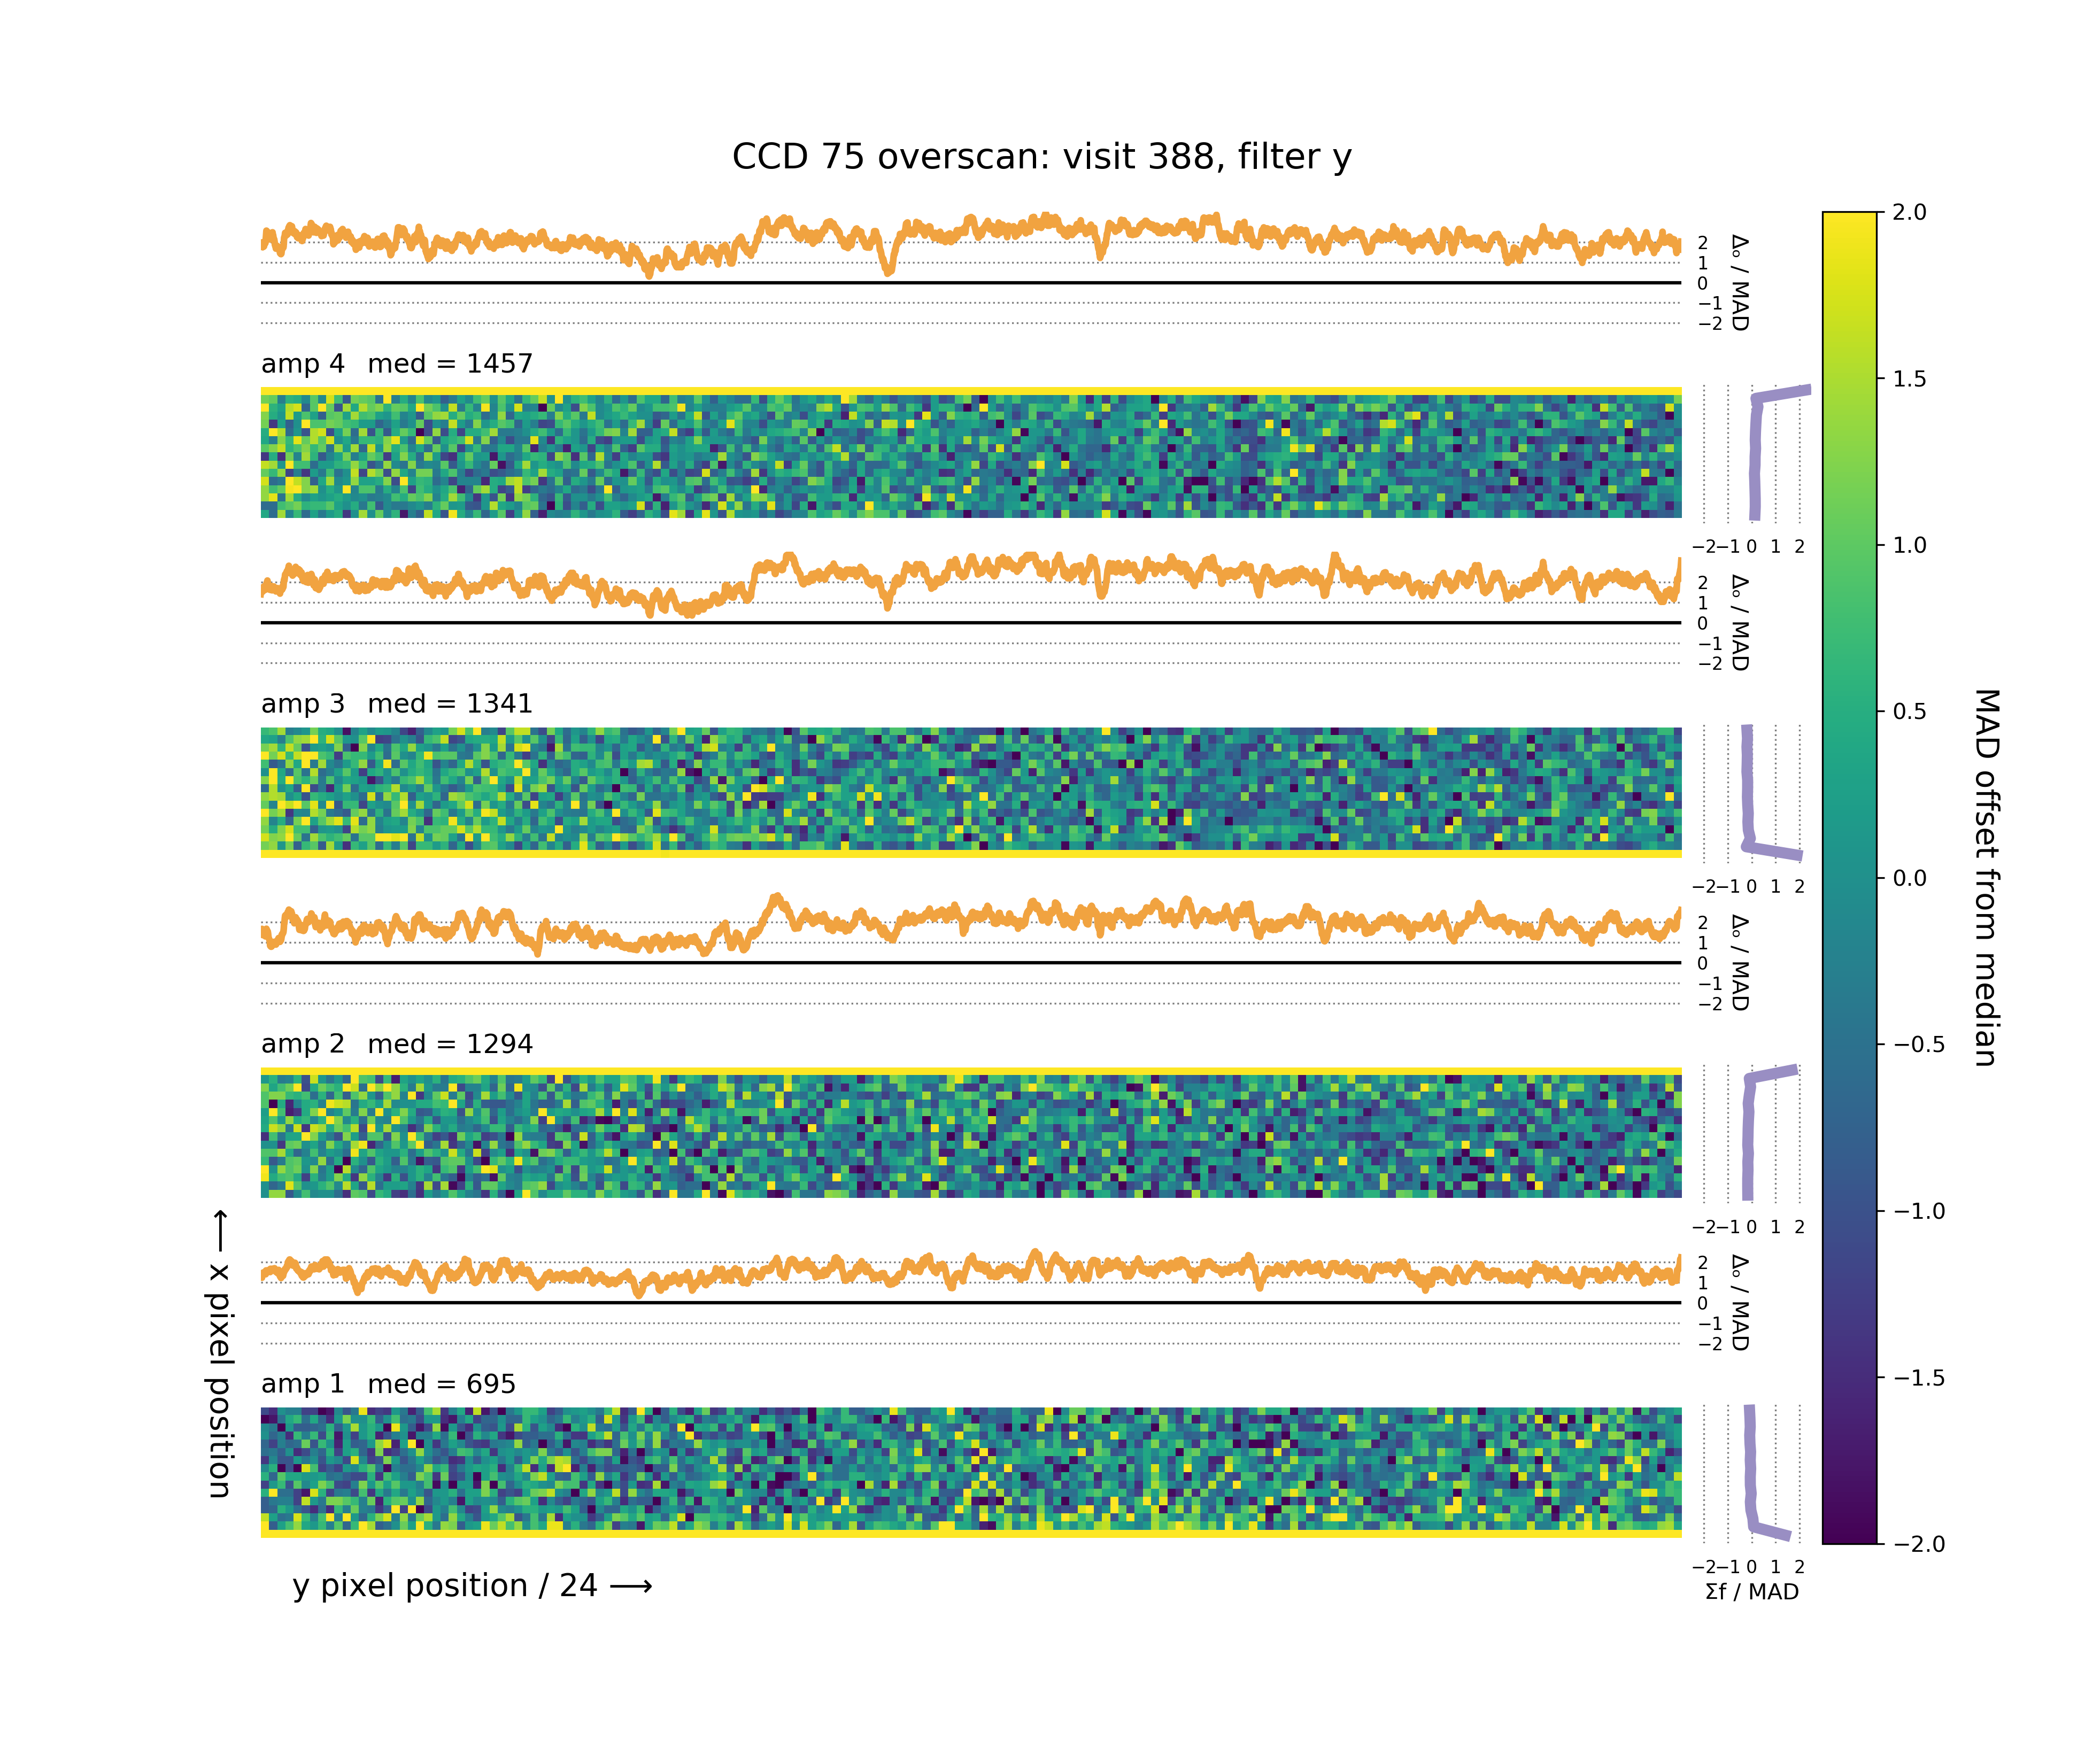 CCD 75 overscan: visit 388, filter y
2
1
0
−1
−2
Δₒ / MAD
amp 4 med = 1457
−2 −1 0 1 2
2
1
0
−1
−2
Δₒ / MAD
amp 3 med = 1341
−2 −1 0 1 2
2
1
0
−1
−2
Δₒ / MAD
amp 2 med = 1294
−2 −1 0 1 2
2
1
0
−1
−2
Δₒ / MAD
amp 1 med = 695
−2 −1 0 1 2
Σf / MAD
y pixel position / 24 ⟶
⟵ x pixel position
2.0
1.5
1.0
0.5
0.0
−0.5
−1.0
−1.5
−2.0
MAD offset from median